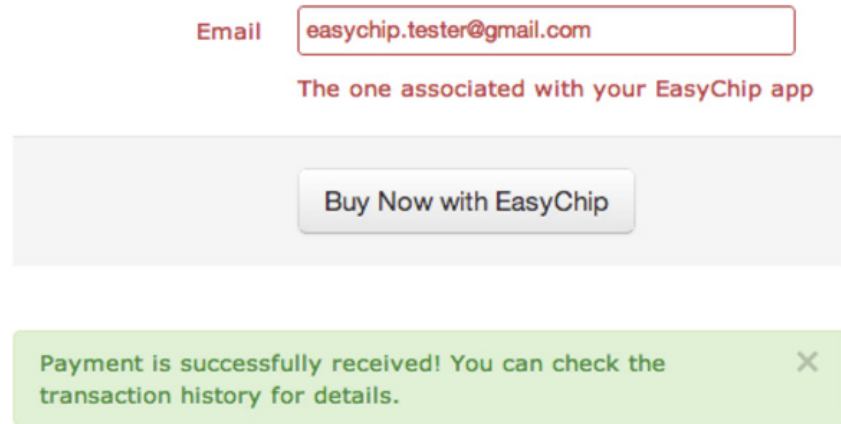 Email easychip.tester@gmail.com
The one associated with your EasyChip app
Buy Now with EasyChip
Payment is successfully received! You can check the ×
transaction history for details.